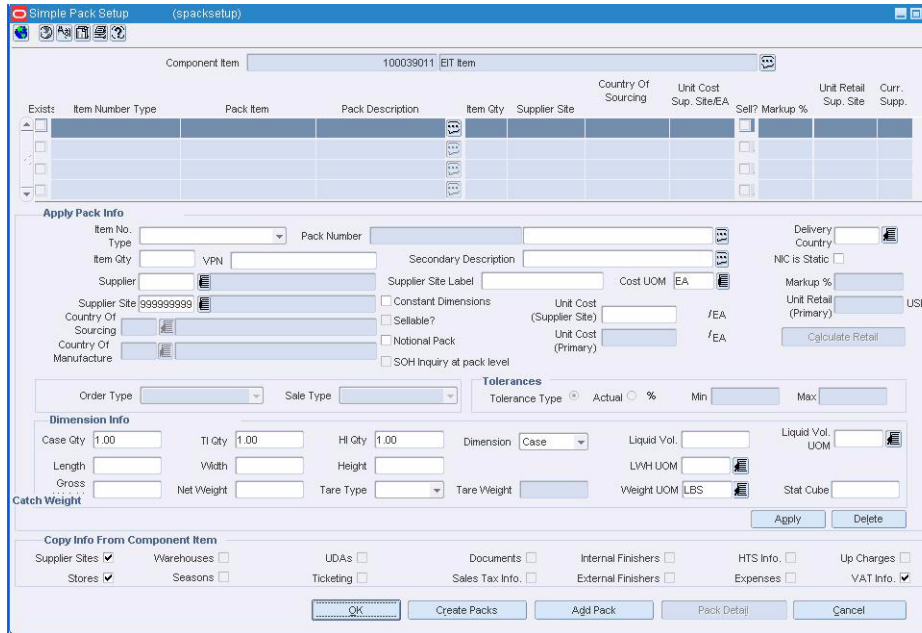 Simple Pack Setup (spacksetup)
Component Item 100039011 EIT Item
Exists Item Number Type Pack Item Pack Description Item Qty Supplier Site Country Of Sourcing Unit Cost Sup. Site/EA Sell? Markup % Unit Retail Sup. Site Curr. Supp.
Apply Pack Info
Item No. Type Pack Number Delivery Country
Item Qty VPN Secondary Description NIC is Static
Supplier Supplier Site Label Cost UOM EA Markup %
Supplier Site 999999999 Constant Dimensions Unit Cost (Supplier Site) /EA Unit Retail (Primary)
Country Of Sourcing Sellable? Unit Cost (Primary) /EA Calculate Retail
Country Of Manufacture Notional Pack
SOH Inquiry at pack level
Tolerances
Order Type Sale Type Tolerance Type Actual % Min Max
Dimension Info
Case Qty 1.00 TI Qty 1.00 HI Qty 1.00 Dimension Case Liquid Vol. Liquid Vol. UOM
Length Width Height LWH UOM
Gross Net Weight Tare Type Tare Weight Weight UOM LBS Stat Cube
Catch Weight
Apply Delete
Copy Info From Component Item
Supplier Sites Warehouses UDAs Documents Internal Finishers HTS Info. Up Charges
Stores Seasons Ticketing Sales Tax Info. External Finishers Expenses VAT Info.
OK Create Packs Add Pack Pack Detail Cancel